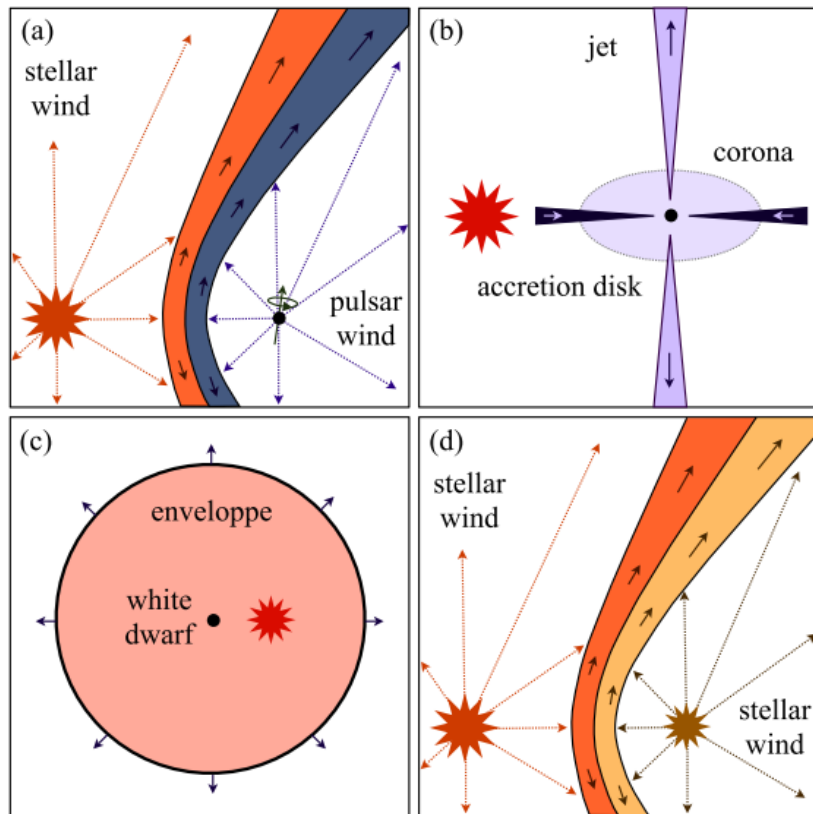 (a)
stellar
wind
pulsar
wind
(b)
jet
corona
accretion disk
(c)
enveloppe
white
dwarf
(d)
stellar
wind
stellar
wind